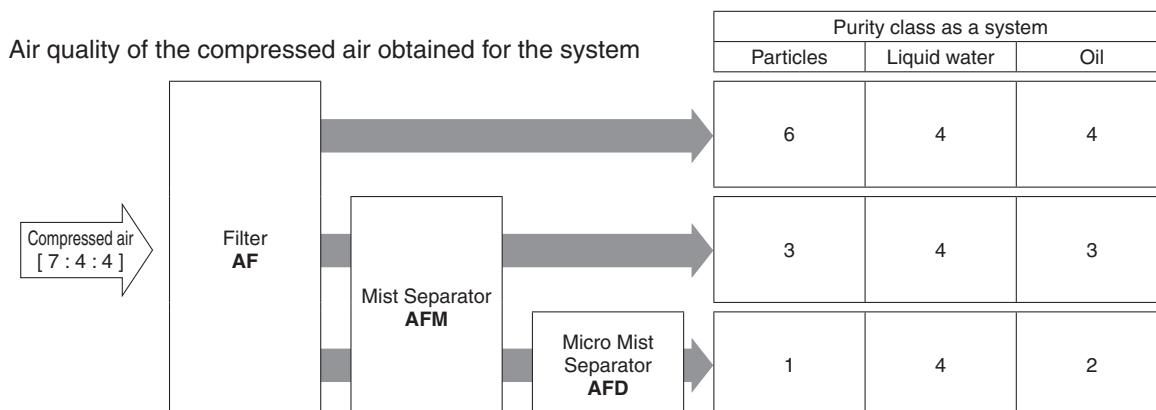 Air quality of the compressed air obtained for the system
Purity class as a system
Particles Liquid water Oil
6 4 4
Compressed air
[ 7 : 4 : 4 ]
Filter
AF
3 4 3
Mist Separator
AFM
Micro Mist
Separator
AFD
1 4 2